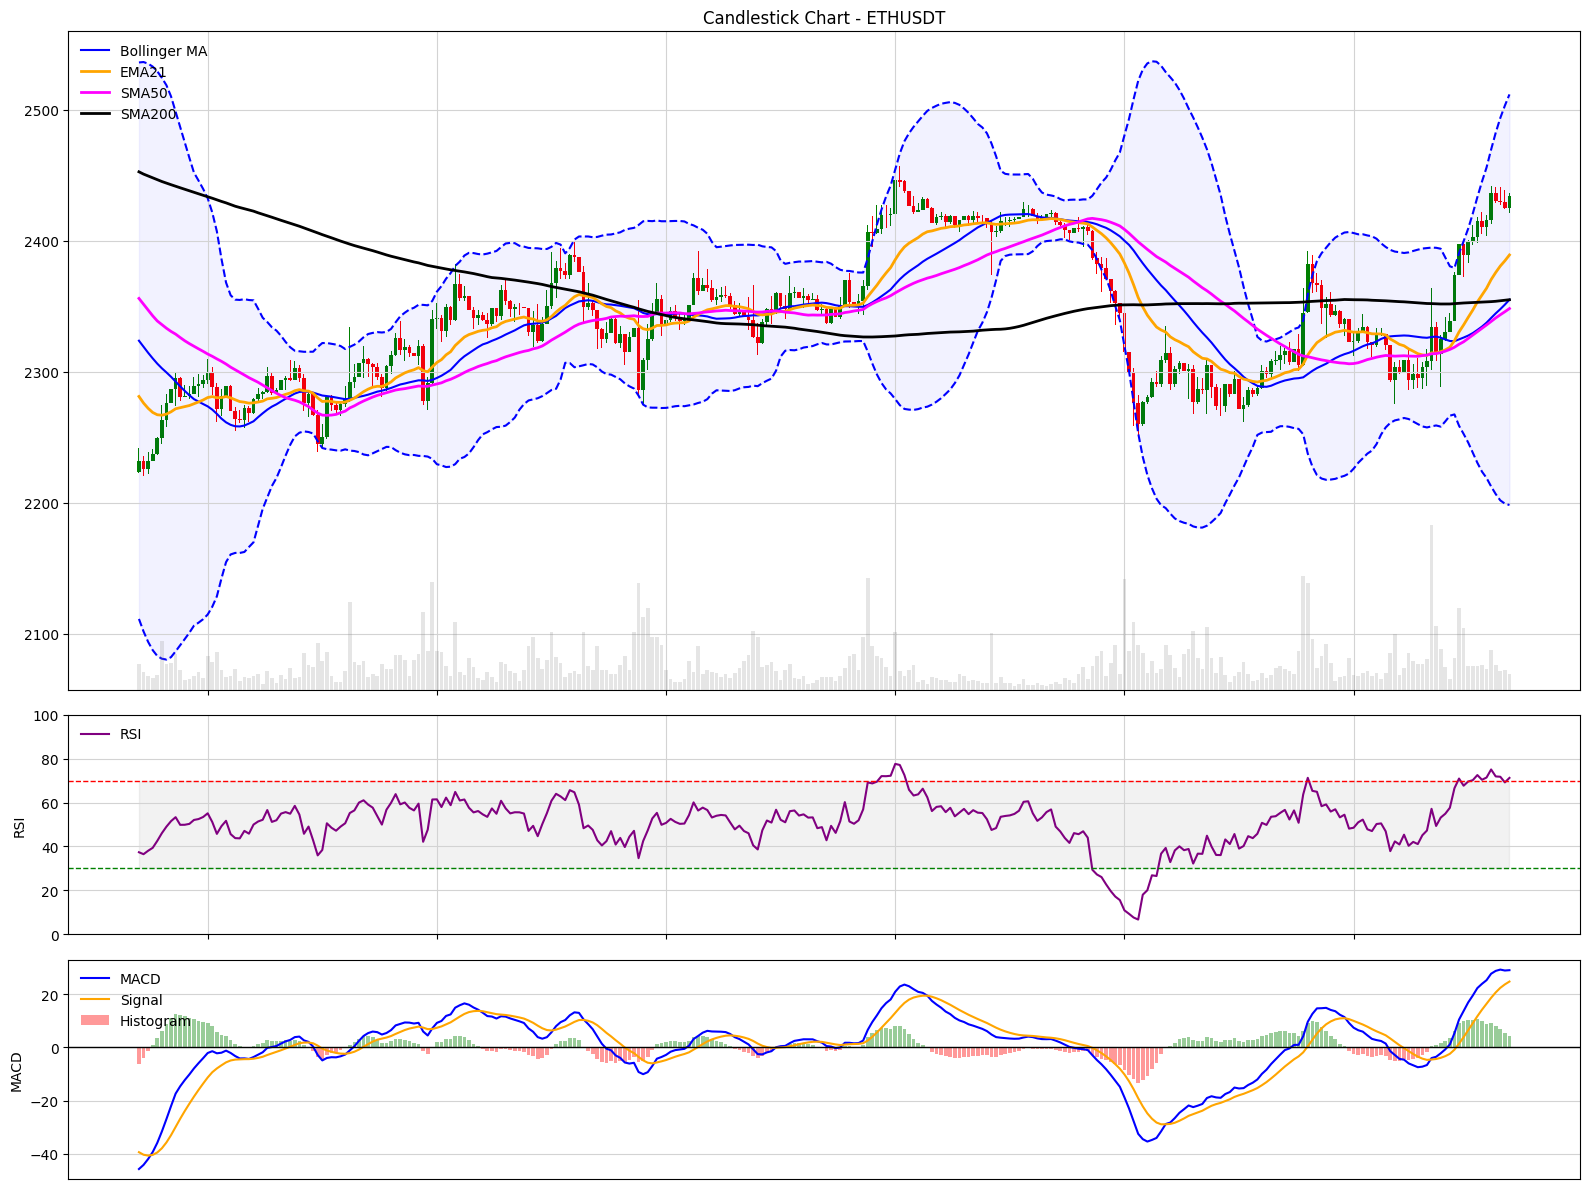 Candlestick Chart - ETHUSDT
Bollinger MA
EMA21
SMA50
SMA200
2500
2400
2300
2200
2100
RSI
100
80
60
40
20
0
RSI
MACD
Signal
Histogram
20
0
−20
−40
MACD